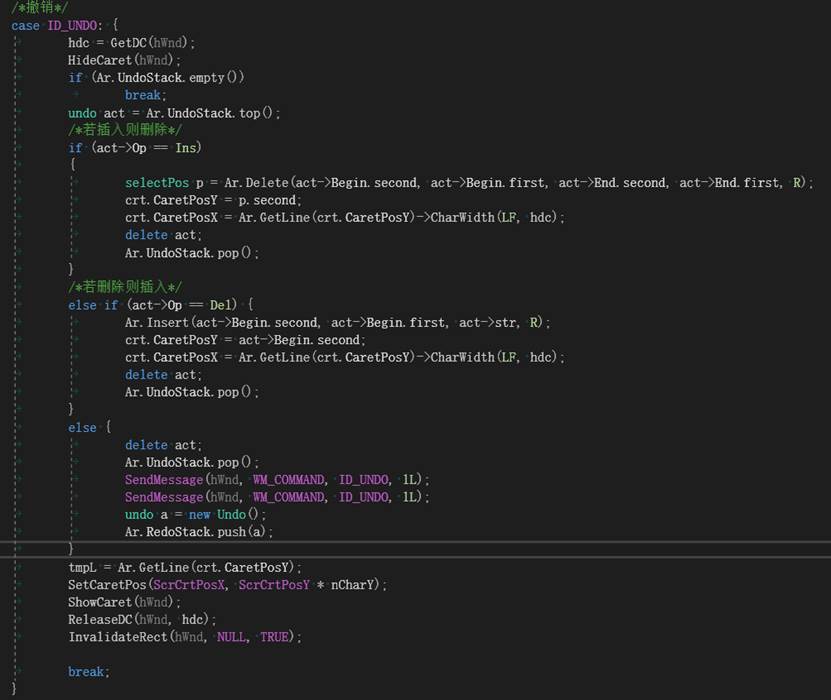 /*撤销*/
case ID_UNDO: {
hdc = GetDC(hWnd);
HideCaret(hWnd);
if (Ar.UndoStack.empty())
break;
undo act = Ar.UndoStack.top();
/*若插入则删除*/
if (act->Op == Ins)
{
selectPos p = Ar.Delete(act->Begin.second, act->Begin.first, act->End.second, act->End.first, R);
crt.CaretPosY = p.second;
crt.CaretPosX = Ar.GetLine(crt.CaretPosY)->CharWidth(LF, hdc);
delete act;
Ar.UndoStack.pop();
}
/*若删除则插入*/
else if (act->Op == Del) {
Ar.Insert(act->Begin.second, act->Begin.first, act->str, R);
crt.CaretPosY = act->Begin.second;
crt.CaretPosX = Ar.GetLine(crt.CaretPosY)->CharWidth(LF, hdc);
delete act;
Ar.UndoStack.pop();
}
else {
delete act;
Ar.UndoStack.pop();
SendMessage(hWnd, WM_COMMAND, ID_UNDO, 1L);
SendMessage(hWnd, WM_COMMAND, ID_UNDO, 1L);
undo a = new Undo();
Ar.RedoStack.push(a);
}
tmpL = Ar.GetLine(crt.CaretPosY);
SetCaretPos(ScrCrtPosX, ScrCrtPosY * nCharY);
ShowCaret(hWnd);
ReleaseDC(hWnd, hdc);
InvalidateRect(hWnd, NULL, TRUE);
break;
}